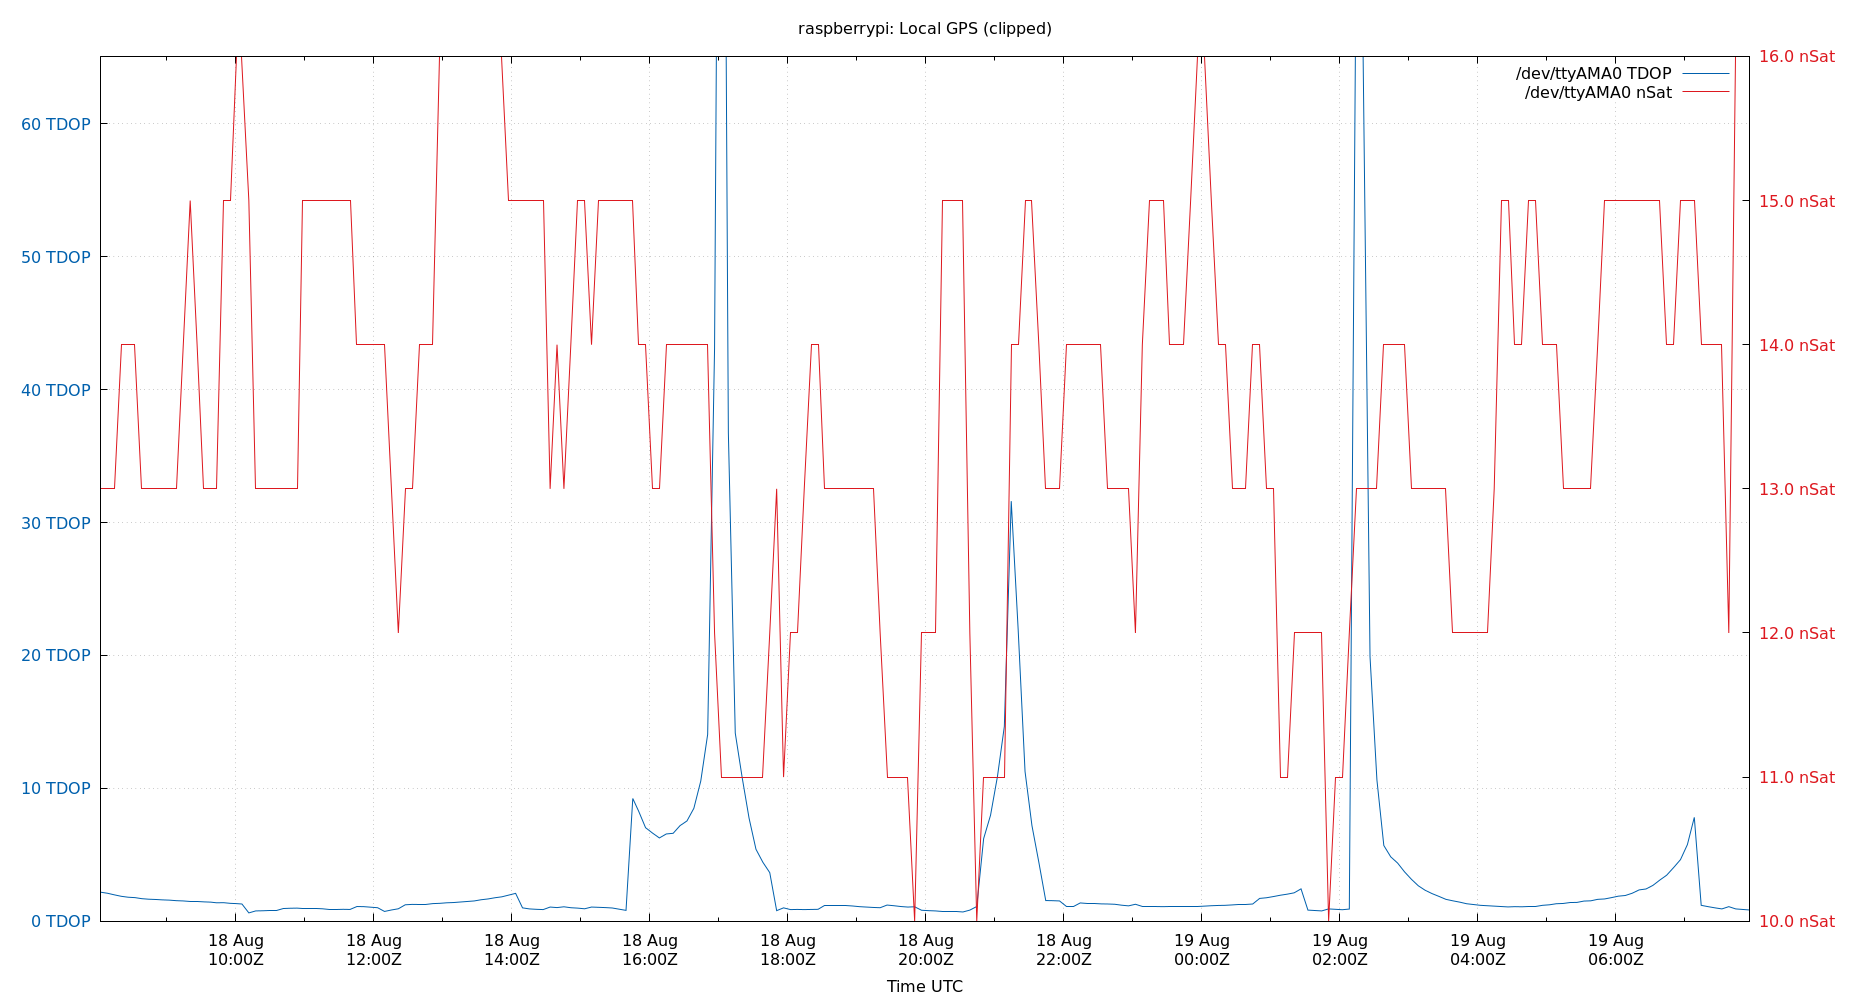 raspberrypi: Local GPS (clipped)
/dev/ttyAMA0 TDOP
/dev/ttyAMA0 nSat
60 TDOP
50 TDOP
40 TDOP
30 TDOP
20 TDOP
10 TDOP
0 TDOP
16.0 nSat
15.0 nSat
14.0 nSat
13.0 nSat
12.0 nSat
11.0 nSat
10.0 nSat
18 Aug
10:00Z
18 Aug
12:00Z
18 Aug
14:00Z
18 Aug
16:00Z
18 Aug
18:00Z
18 Aug
20:00Z
18 Aug
22:00Z
19 Aug
00:00Z
19 Aug
02:00Z
19 Aug
04:00Z
19 Aug
06:00Z
Time UTC